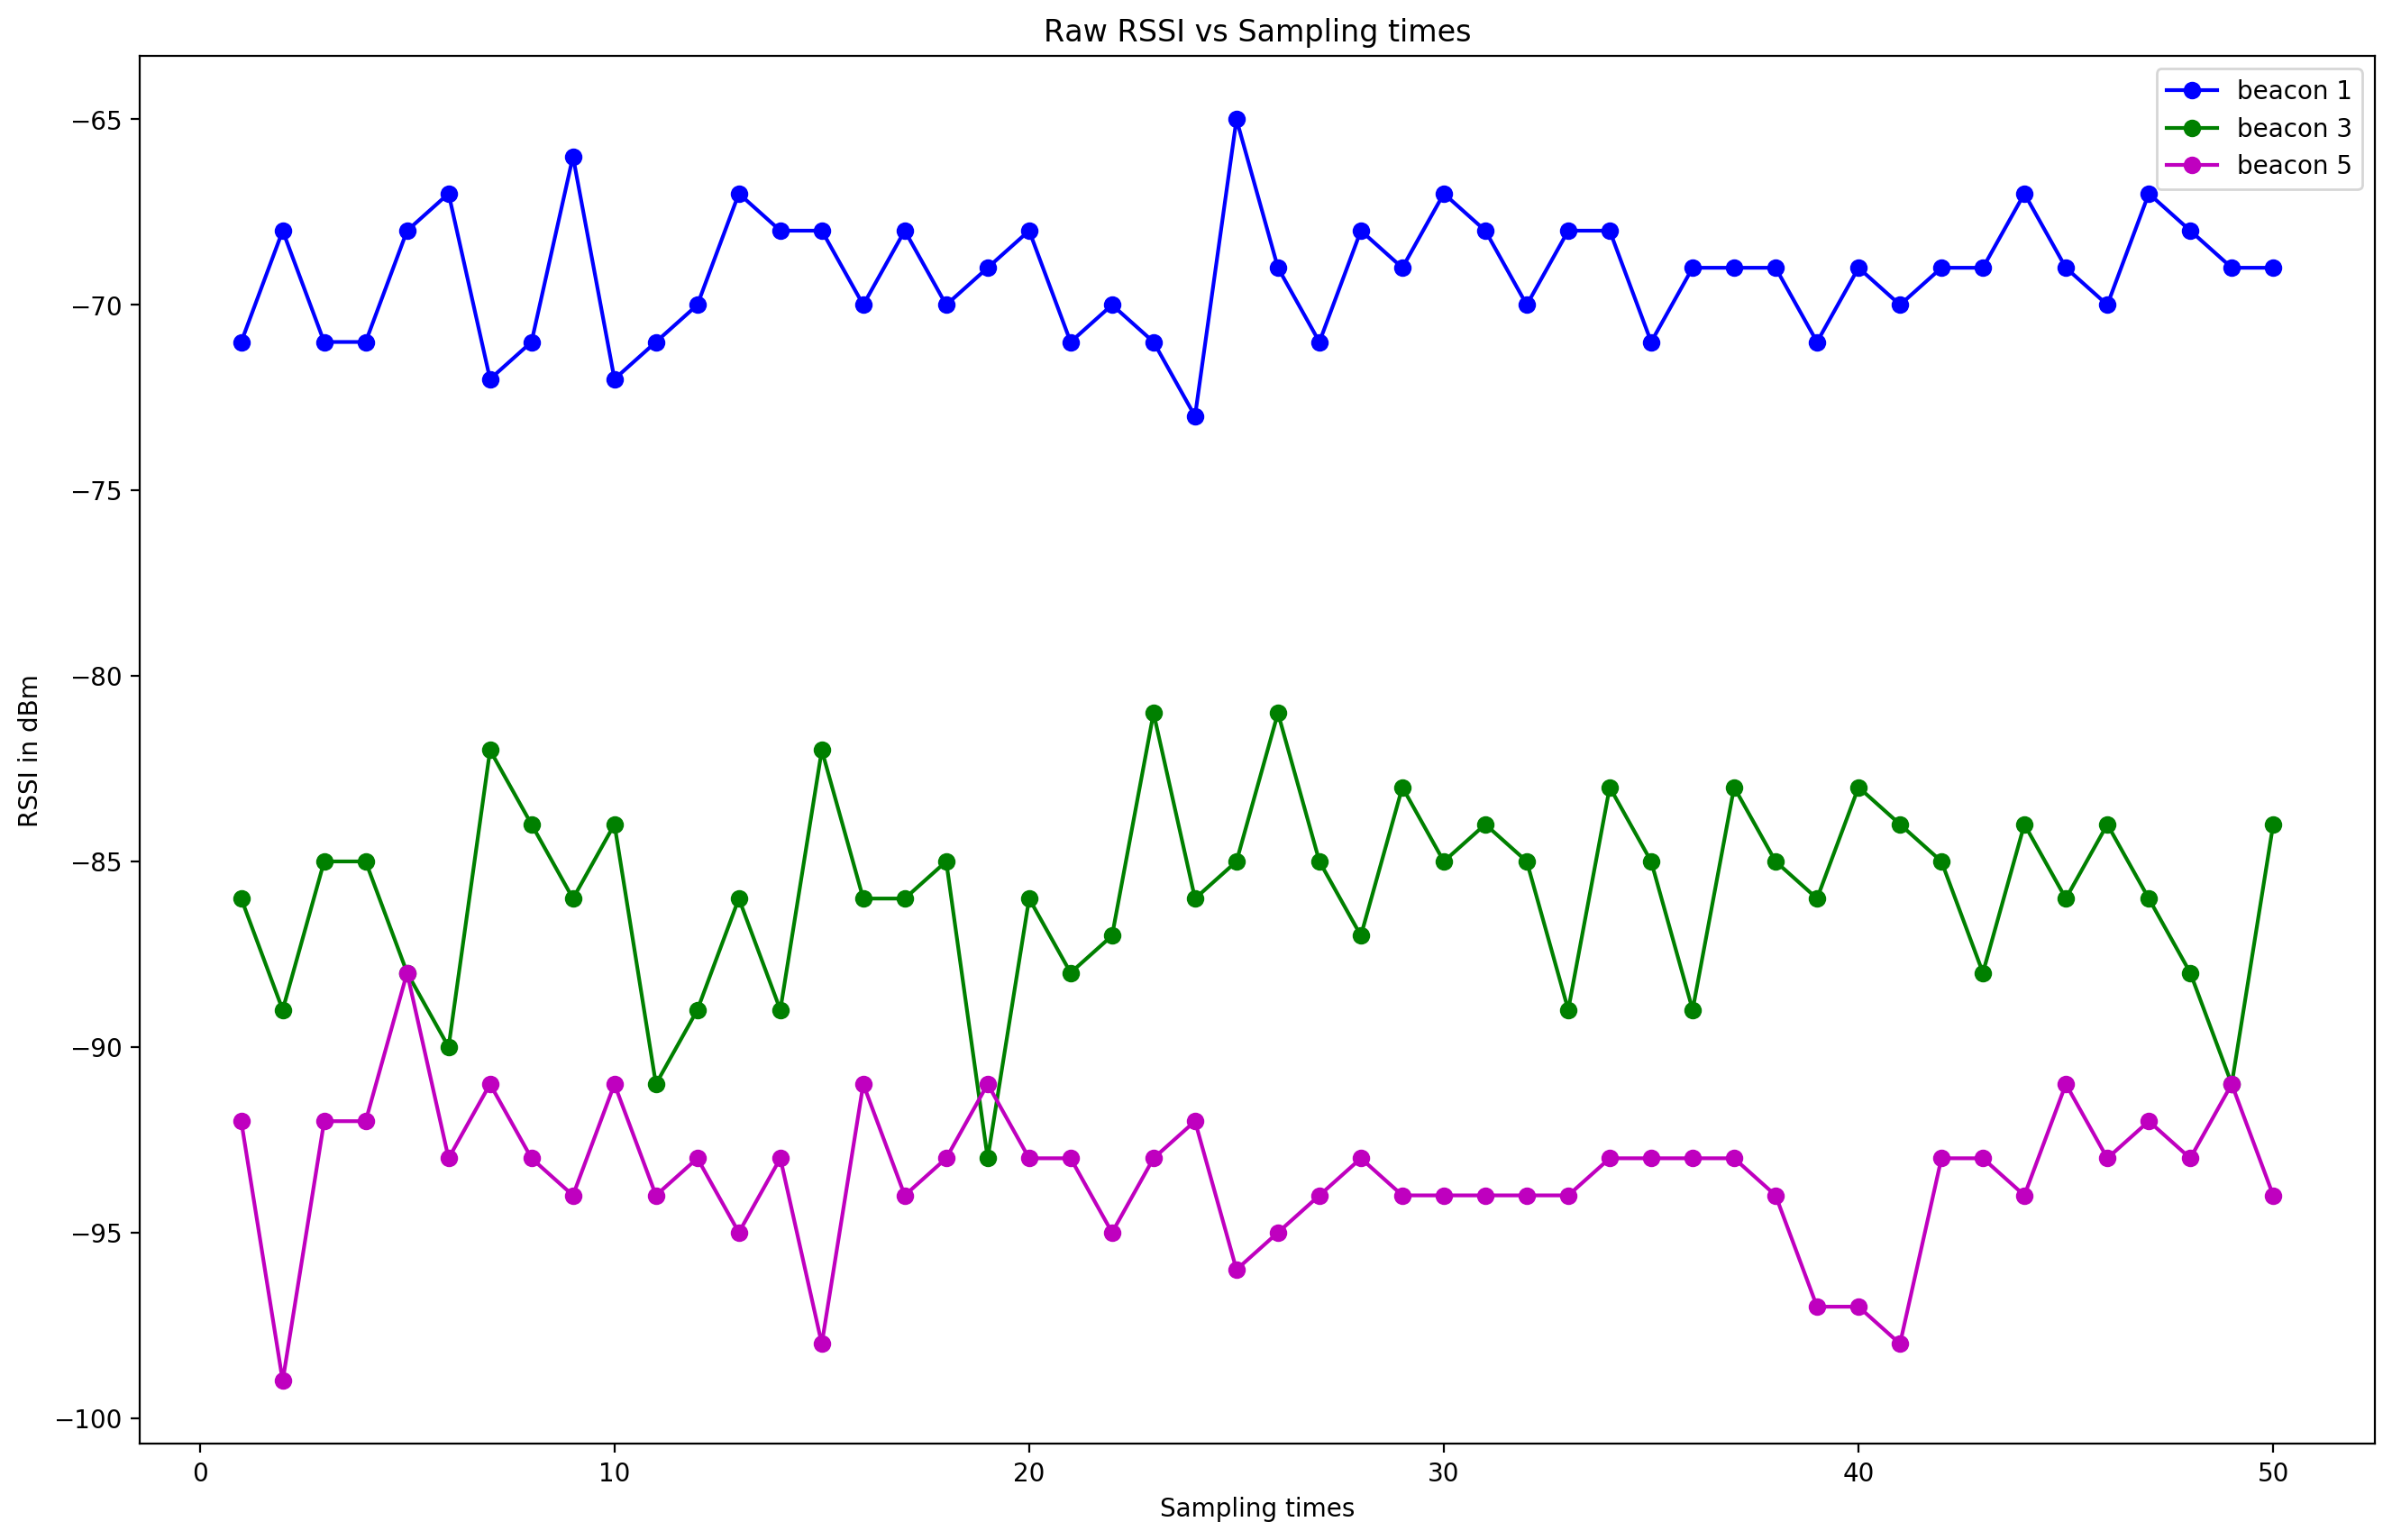 Raw RSSI vs Sampling times
beacon 1
beacon 3
beacon 5
RSSI in dBm
−65
−70
−75
−80
−85
−90
−95
−100
0 10 20 30 40 50
Sampling times